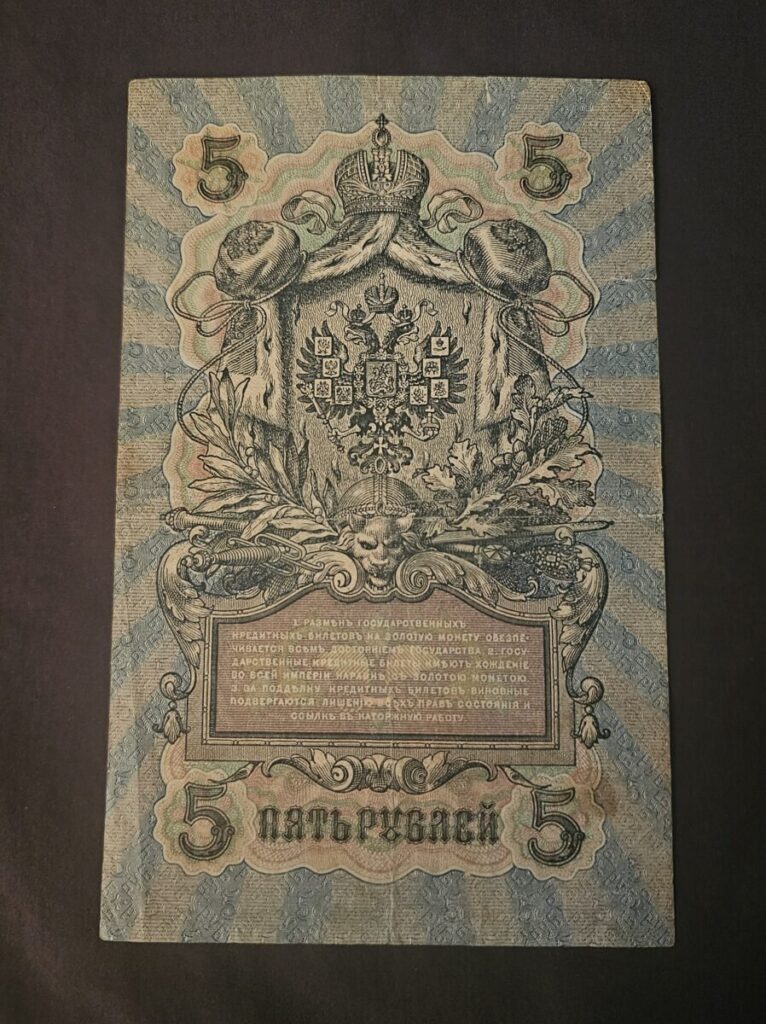 5 5
1. РАЗМѢНЪ ГОСУДАРСТВЕННЫХЪ
КРЕДИТНЫХЪ БИЛЕТОВЪ НА ЗОЛОТУЮ МОНЕТУ ОБЕЗПЕ-
ЧИВАЕТСЯ ВСѢМЪ ДОСТОЯНІЕМЪ ГОСУДАРСТВА. 2. ГОСУ-
ДАРСТВЕННЫЕ КРЕДИТНЫЕ БИЛЕТЫ ИМѢЮТЪ ХОЖДЕНІЕ
ВО ВСЕЙ ИМПЕРІИ НАРАВНѢ СЪ ЗОЛОТОЮ МОНЕТОЮ.
3. ЗА ПОДДѢЛКУ КРЕДИТНЫХЪ БИЛЕТОВЪ ВИНОВНЫЕ
ПОДВЕРГАЮТСЯ ЛИШЕНІЮ ВСѢХЪ ПРАВЪ СОСТОЯНІЯ И
ССЫЛКѢ ВЪ КАТОРЖНУЮ РАБОТУ.
5 ПЯТЬ РУБЛЕЙ 5